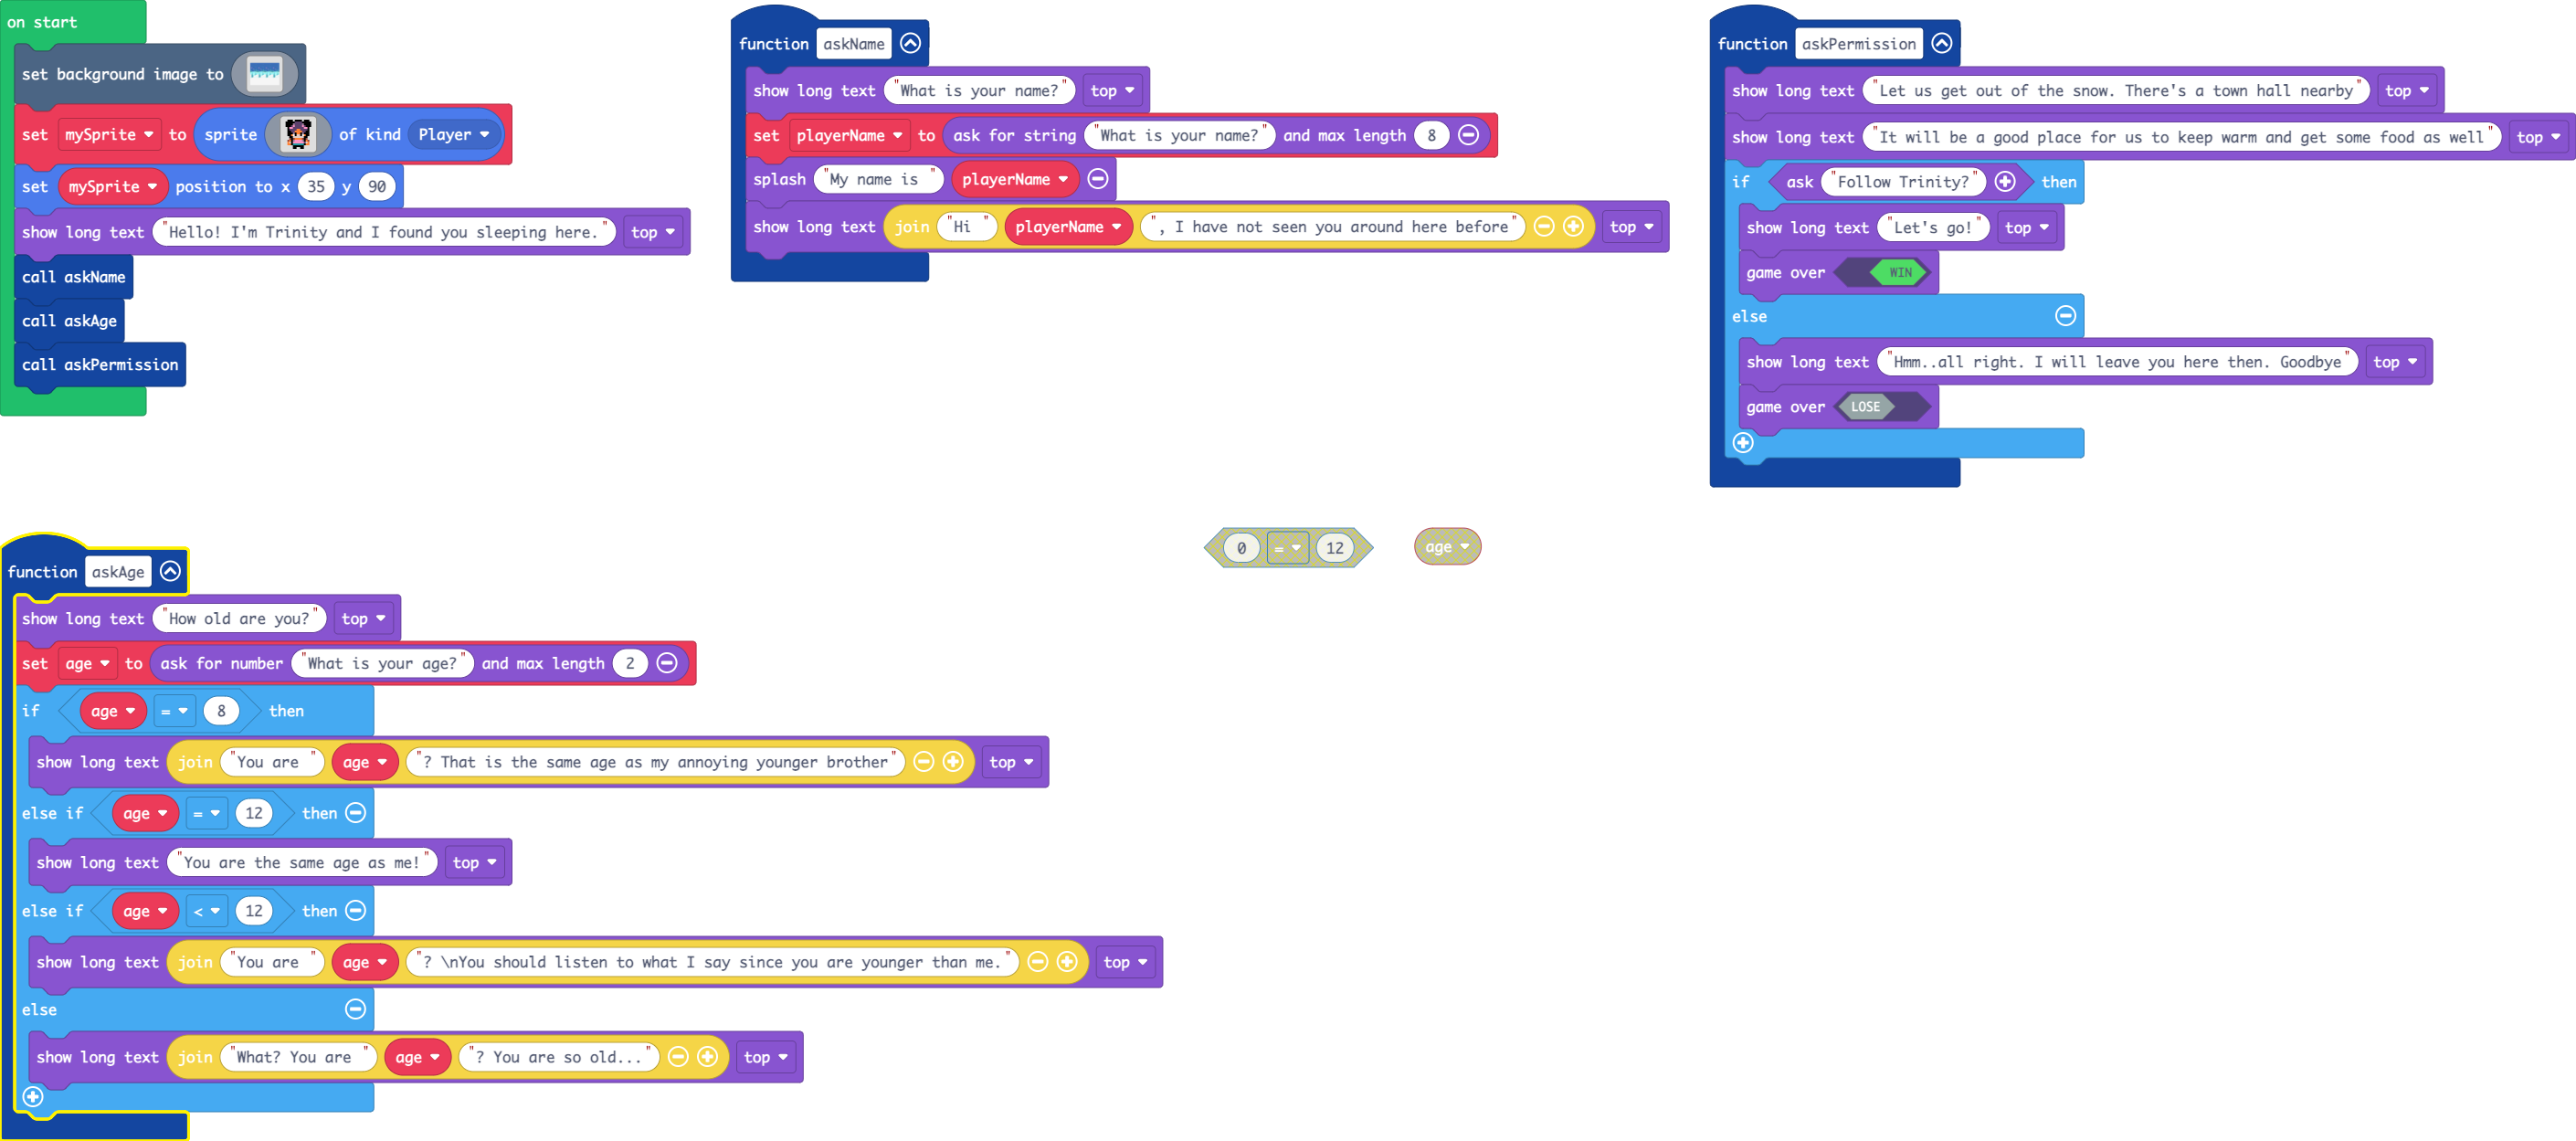 on start
set background image to
set mySprite to sprite of kind Player
set mySprite position to x 35 y 90
show long text "Hello! I'm Trinity and I found you sleeping here." top
call askName
call askAge
call askPermission
function askName
show long text "What is your name?" top
set playerName to ask for string "What is your name?" and max length 8
splash "My name is " playerName
show long text join "Hi " playerName ", I have not seen you around here before" top
function askPermission
show long text "Let us get out of the snow. There's a town hall nearby" top
show long text "It will be a good place for us to keep warm and get some food as well" top
if ask "Follow Trinity?" then
show long text "Let's go!" top
game over WIN
else
show long text "Hmm..all right. I will leave you here then. Goodbye" top
game over LOSE
0 = 12
age
function askAge
show long text "How old are you?" top
set age to ask for number "What is your age?" and max length 2
if age = 8 then
show long text join "You are " age "? That is the same age as my annoying younger brother" top
else if age = 12 then
show long text "You are the same age as me!" top
else if age < 12 then
show long text join "You are " age "? \nYou should listen to what I say since you are younger than me." top
else
show long text join "What? You are " age "? You are so old..." top